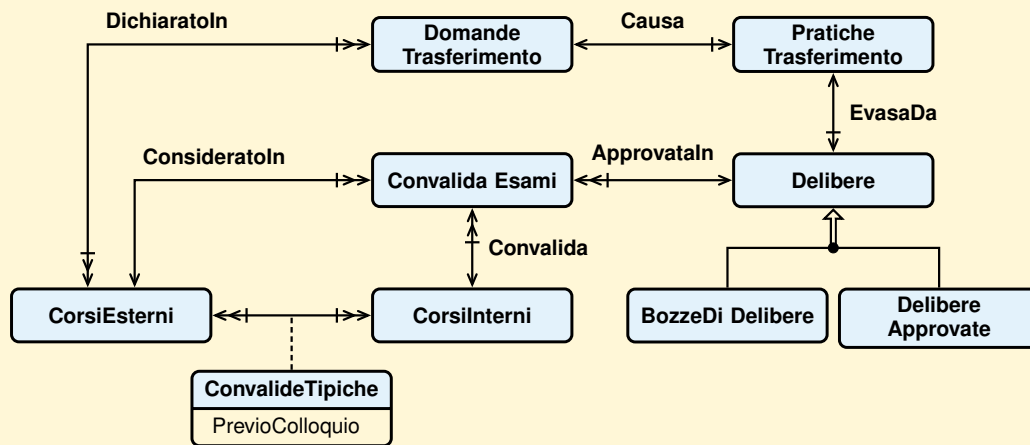 DichiaratoIn
Domande
Trasferimento
Causa
Pratiche
Trasferimento
EvasaDa
ConsideratoIn
Convalida Esami
ApprovataIn
Delibere
Convalida
CorsiEsterni
CorsiInterni
BozzeDi Delibere
Delibere
Approvate
ConvalideTipiche
PrevioColloquio